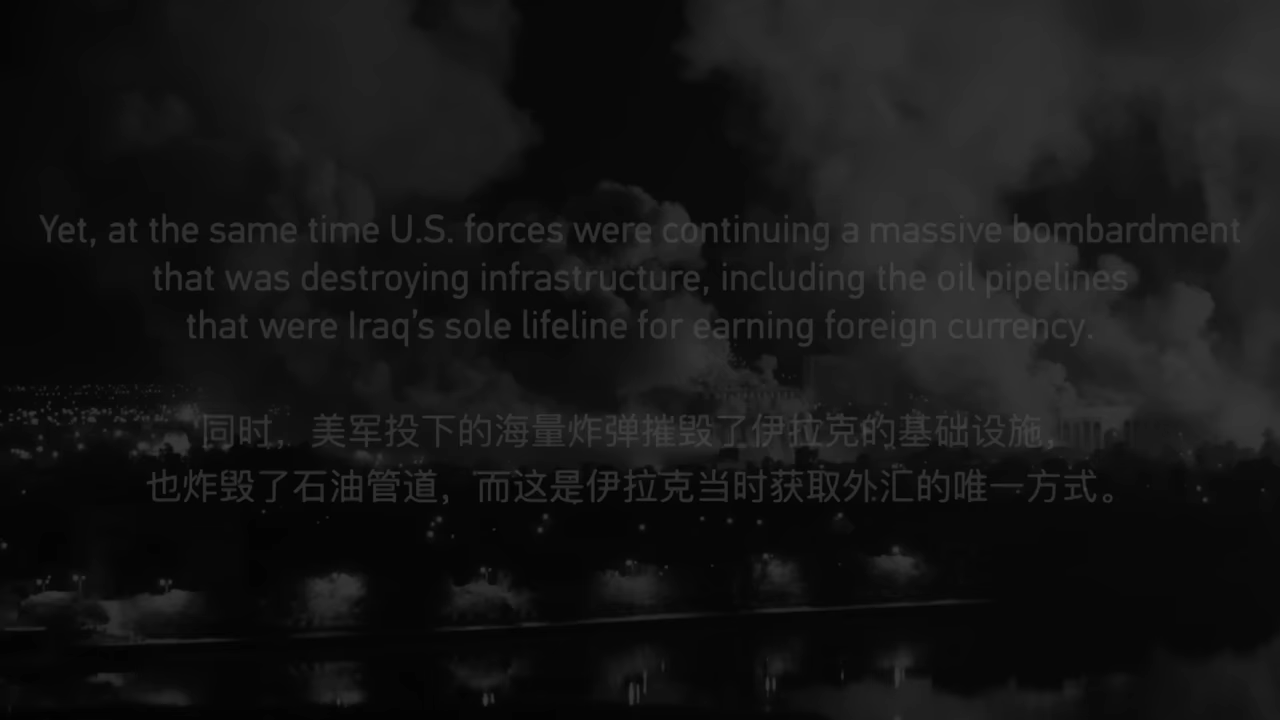 Yet, at the same time U.S. forces were continuing a massive bombardment
that was destroying infrastructure, including the oil pipelines
that were Iraq's sole lifeline for earning foreign currency.
同时，美军投下的海量炸弹摧毁了伊拉克的基础设施，
也炸毁了石油管道，而这是伊拉克当时获取外汇的唯一方式。